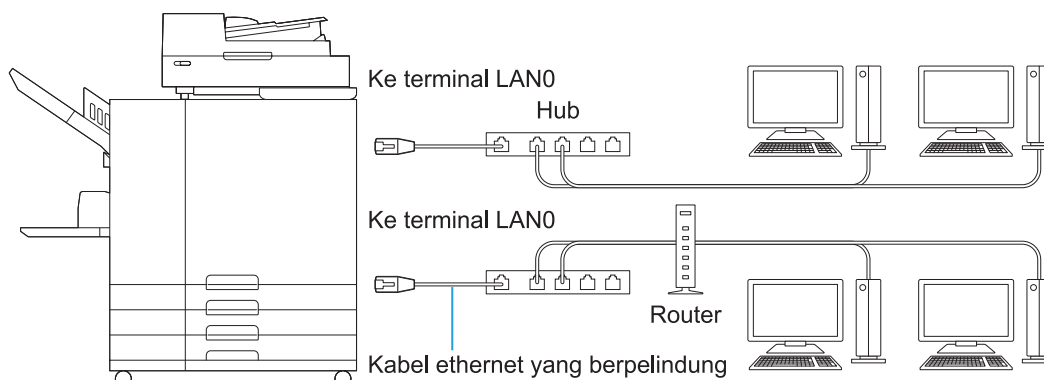 Ke terminal LAN0
Hub
Ke terminal LAN0
Router
Kabel ethernet yang berpelindung